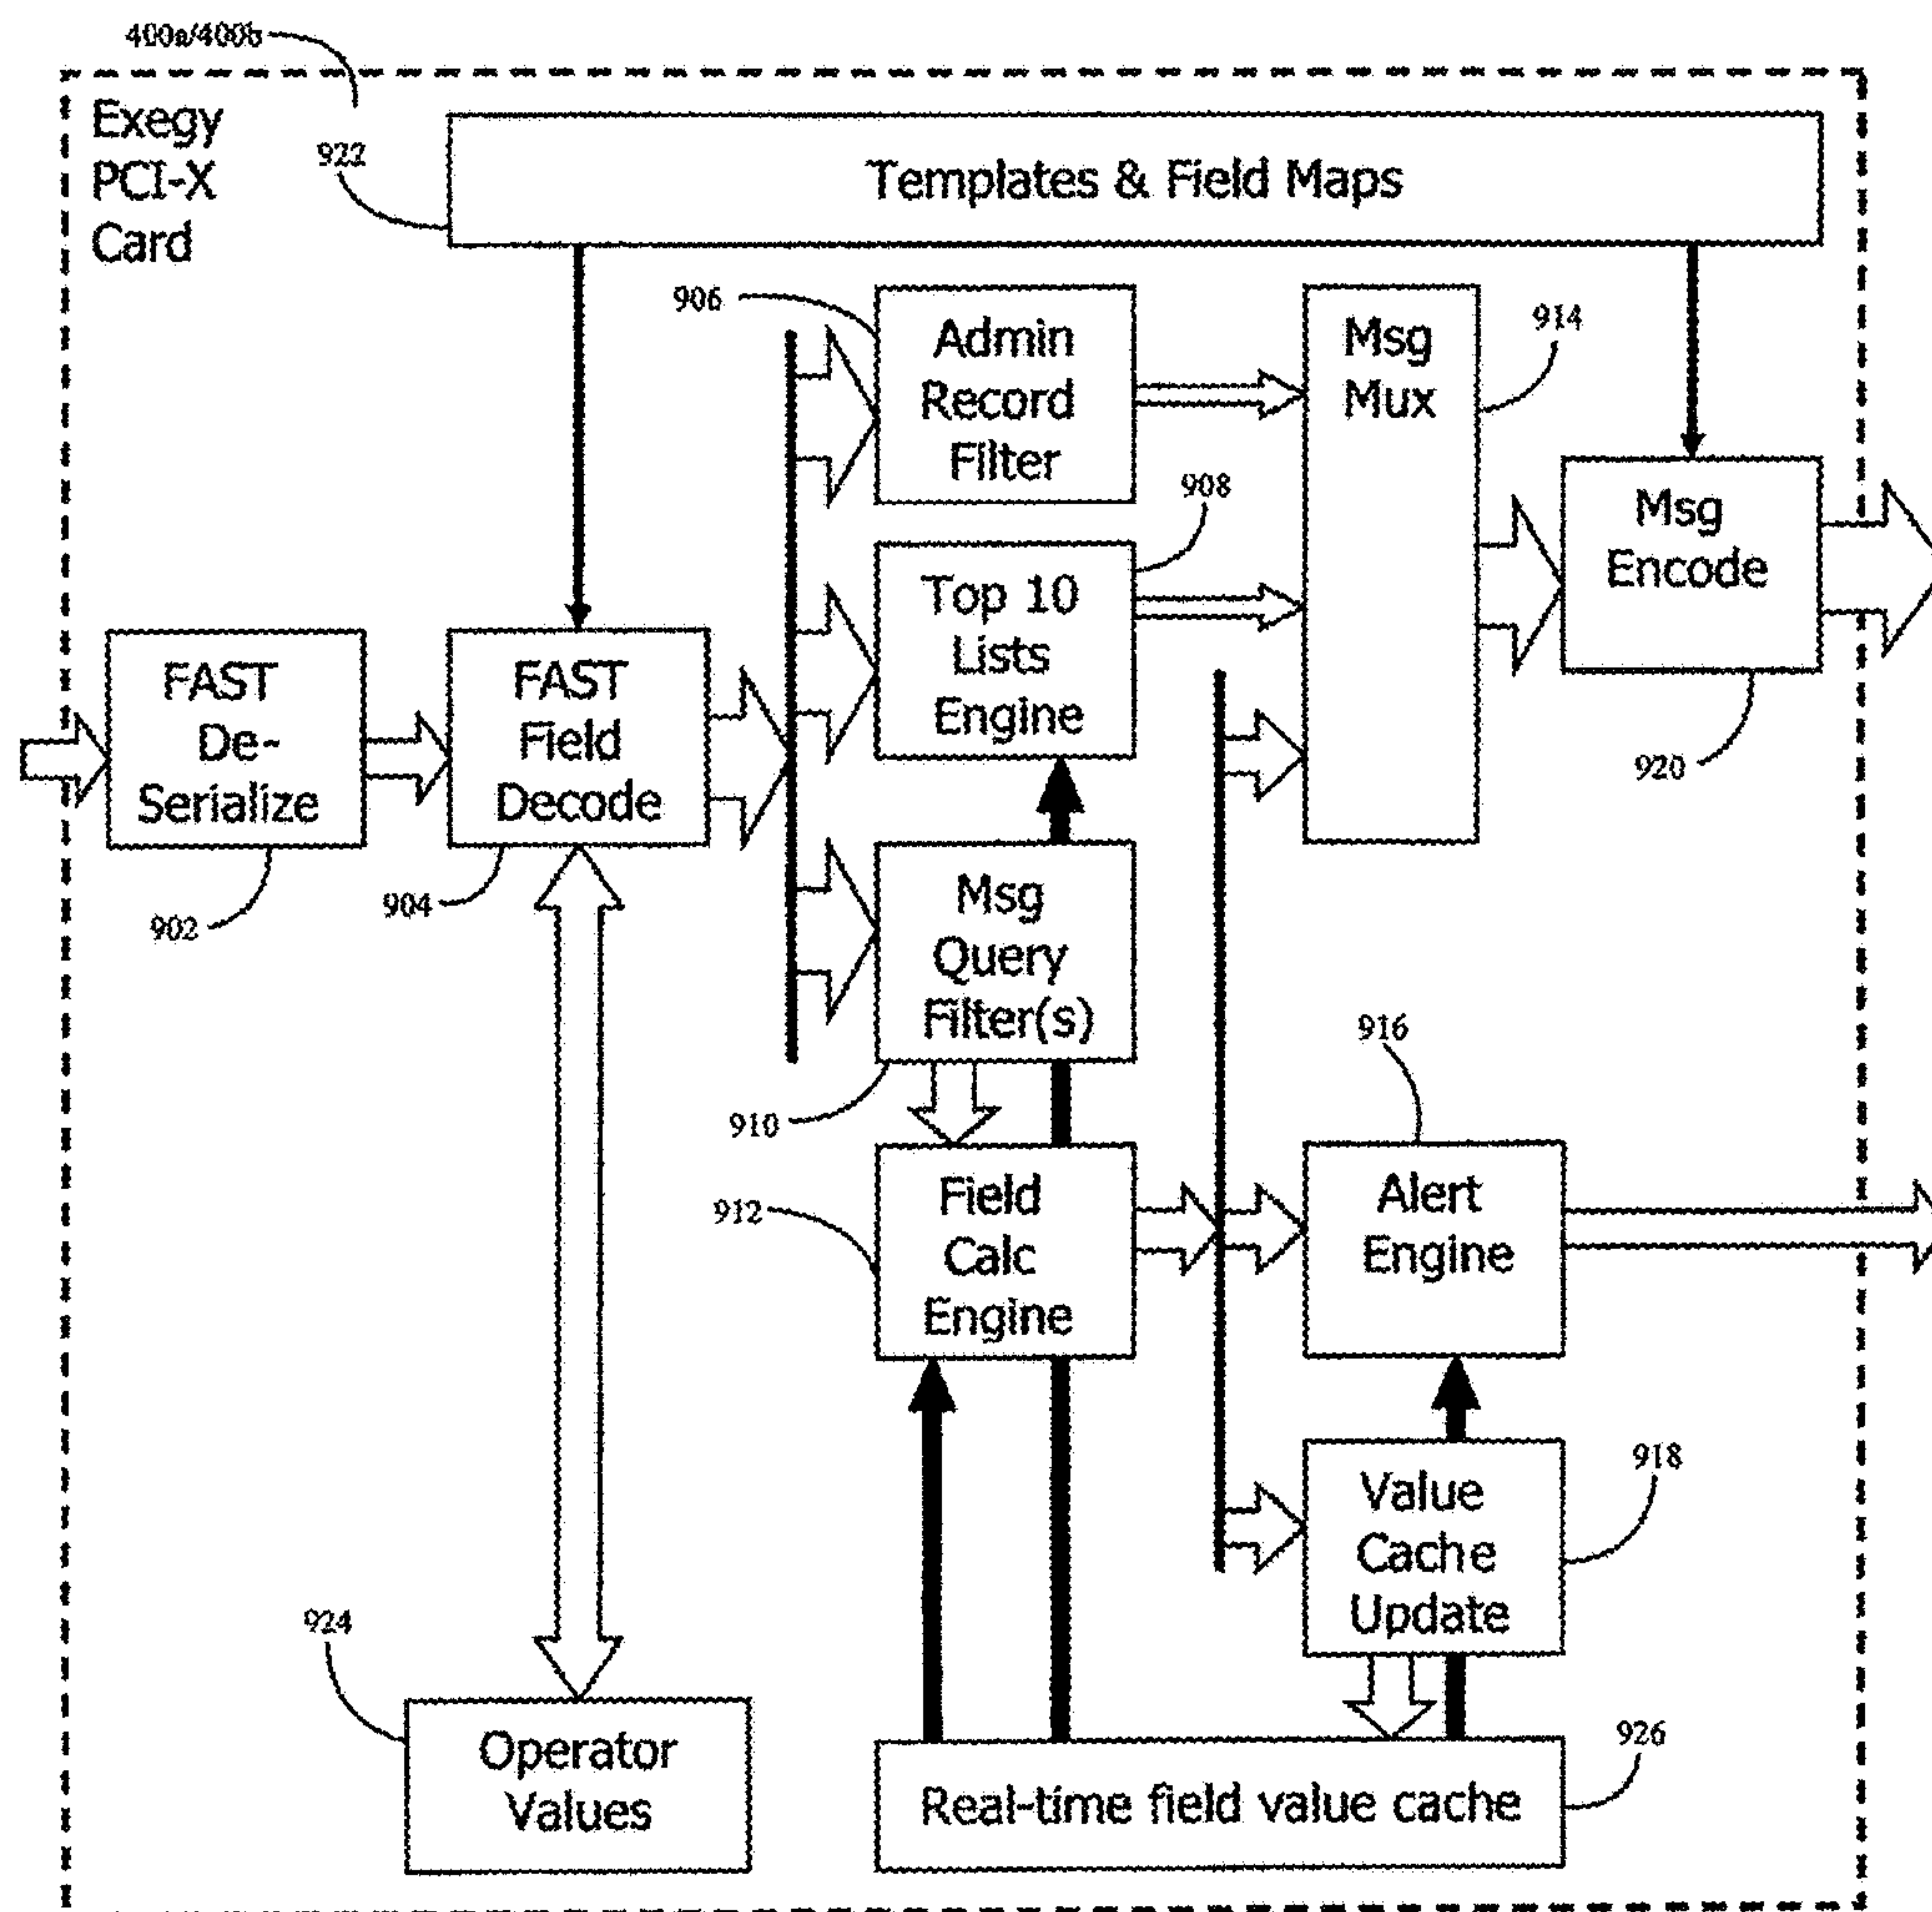 400a/400b
Exegy
PCI-X
Card
922
Templates & Field Maps
906
Admin
Record
Filter
Msg
Mux
914
908
Top 10
Lists
Engine
Msg
Encode
920
FAST
De-
Serialize
902
FAST
Field
Decode
904
Msg
Query
Filter(s)
910
916
912
Field
Calc
Engine
Alert
Engine
918
Value
Cache
Update
924
Operator
Values
926
Real-time field value cache